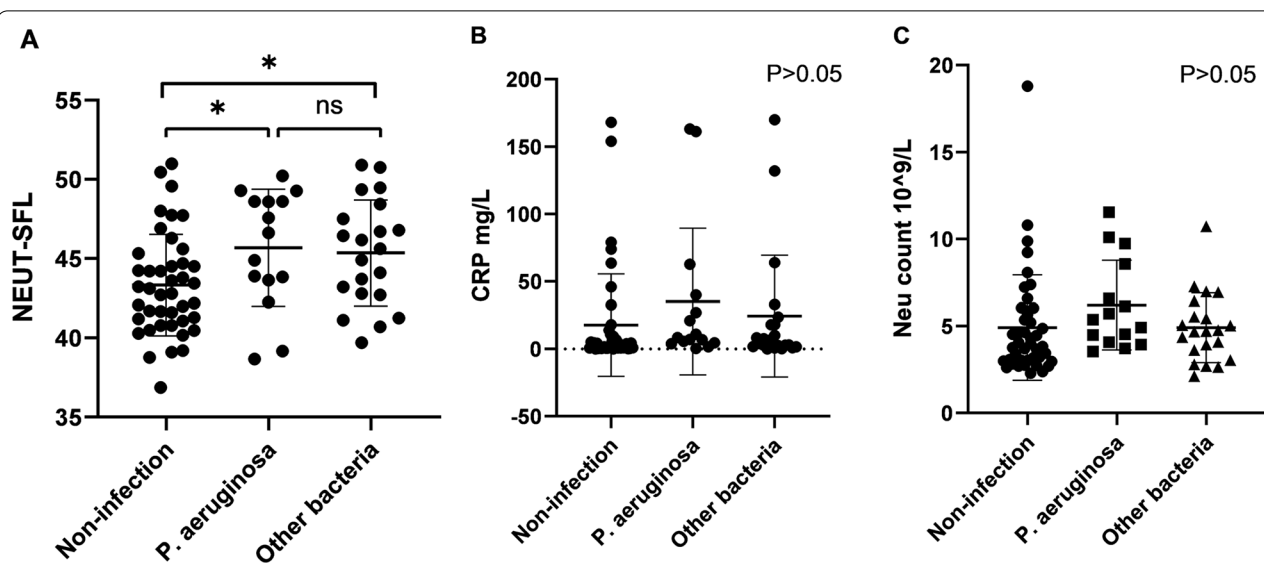 A
*
*
ns
55
50
45
40
35
NEUT-SFL
Non-infection
P. aeruginosa
Other bacteria
B
P>0.05
200
150
100
50
0
-50
CRP mg/L
Non-infection
P. aeruginosa
Other bacteria
C
P>0.05
20
15
10
5
0
Neu count 10^9/L
Non-infection
P. aeruginosa
Other bacteria